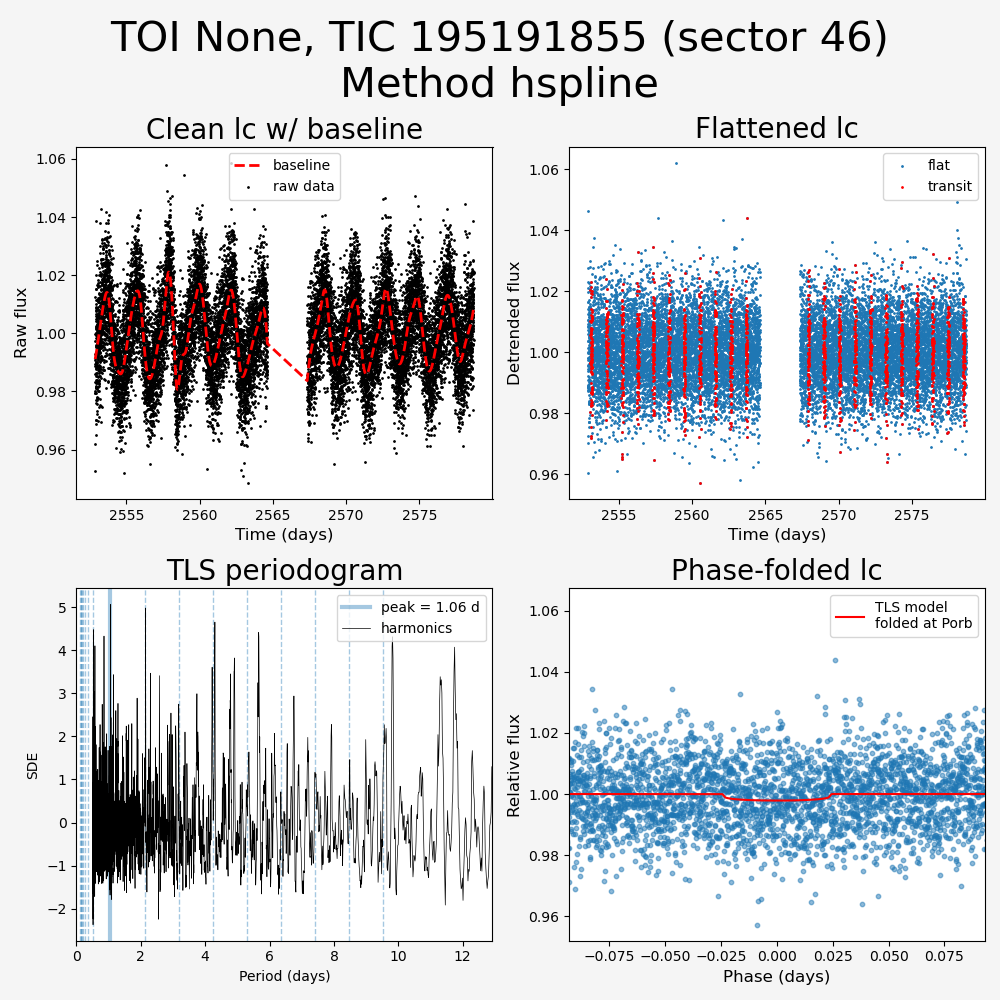 TOI None, TIC 195191855 (sector 46)
Method hspline
Clean lc w/ baseline
Flattened lc
baseline
raw data
flat
transit
1.06
1.04
1.02
1.00
0.98
0.96
Raw flux
2555
2560
2565
2570
2575
Time (days)
1.06
1.04
1.02
1.00
0.98
0.96
Detrended flux
2555
2560
2565
2570
2575
Time (days)
TLS periodogram
Phase-folded lc
peak = 1.06 d
harmonics
TLS model
folded at Porb
5
4
3
2
1
0
−1
−2
SDE
0
2
4
6
8
10
12
Period (days)
1.06
1.04
1.02
1.00
0.98
0.96
Relative flux
−0.075
−0.050
−0.025
0.000
0.025
0.050
0.075
Phase (days)